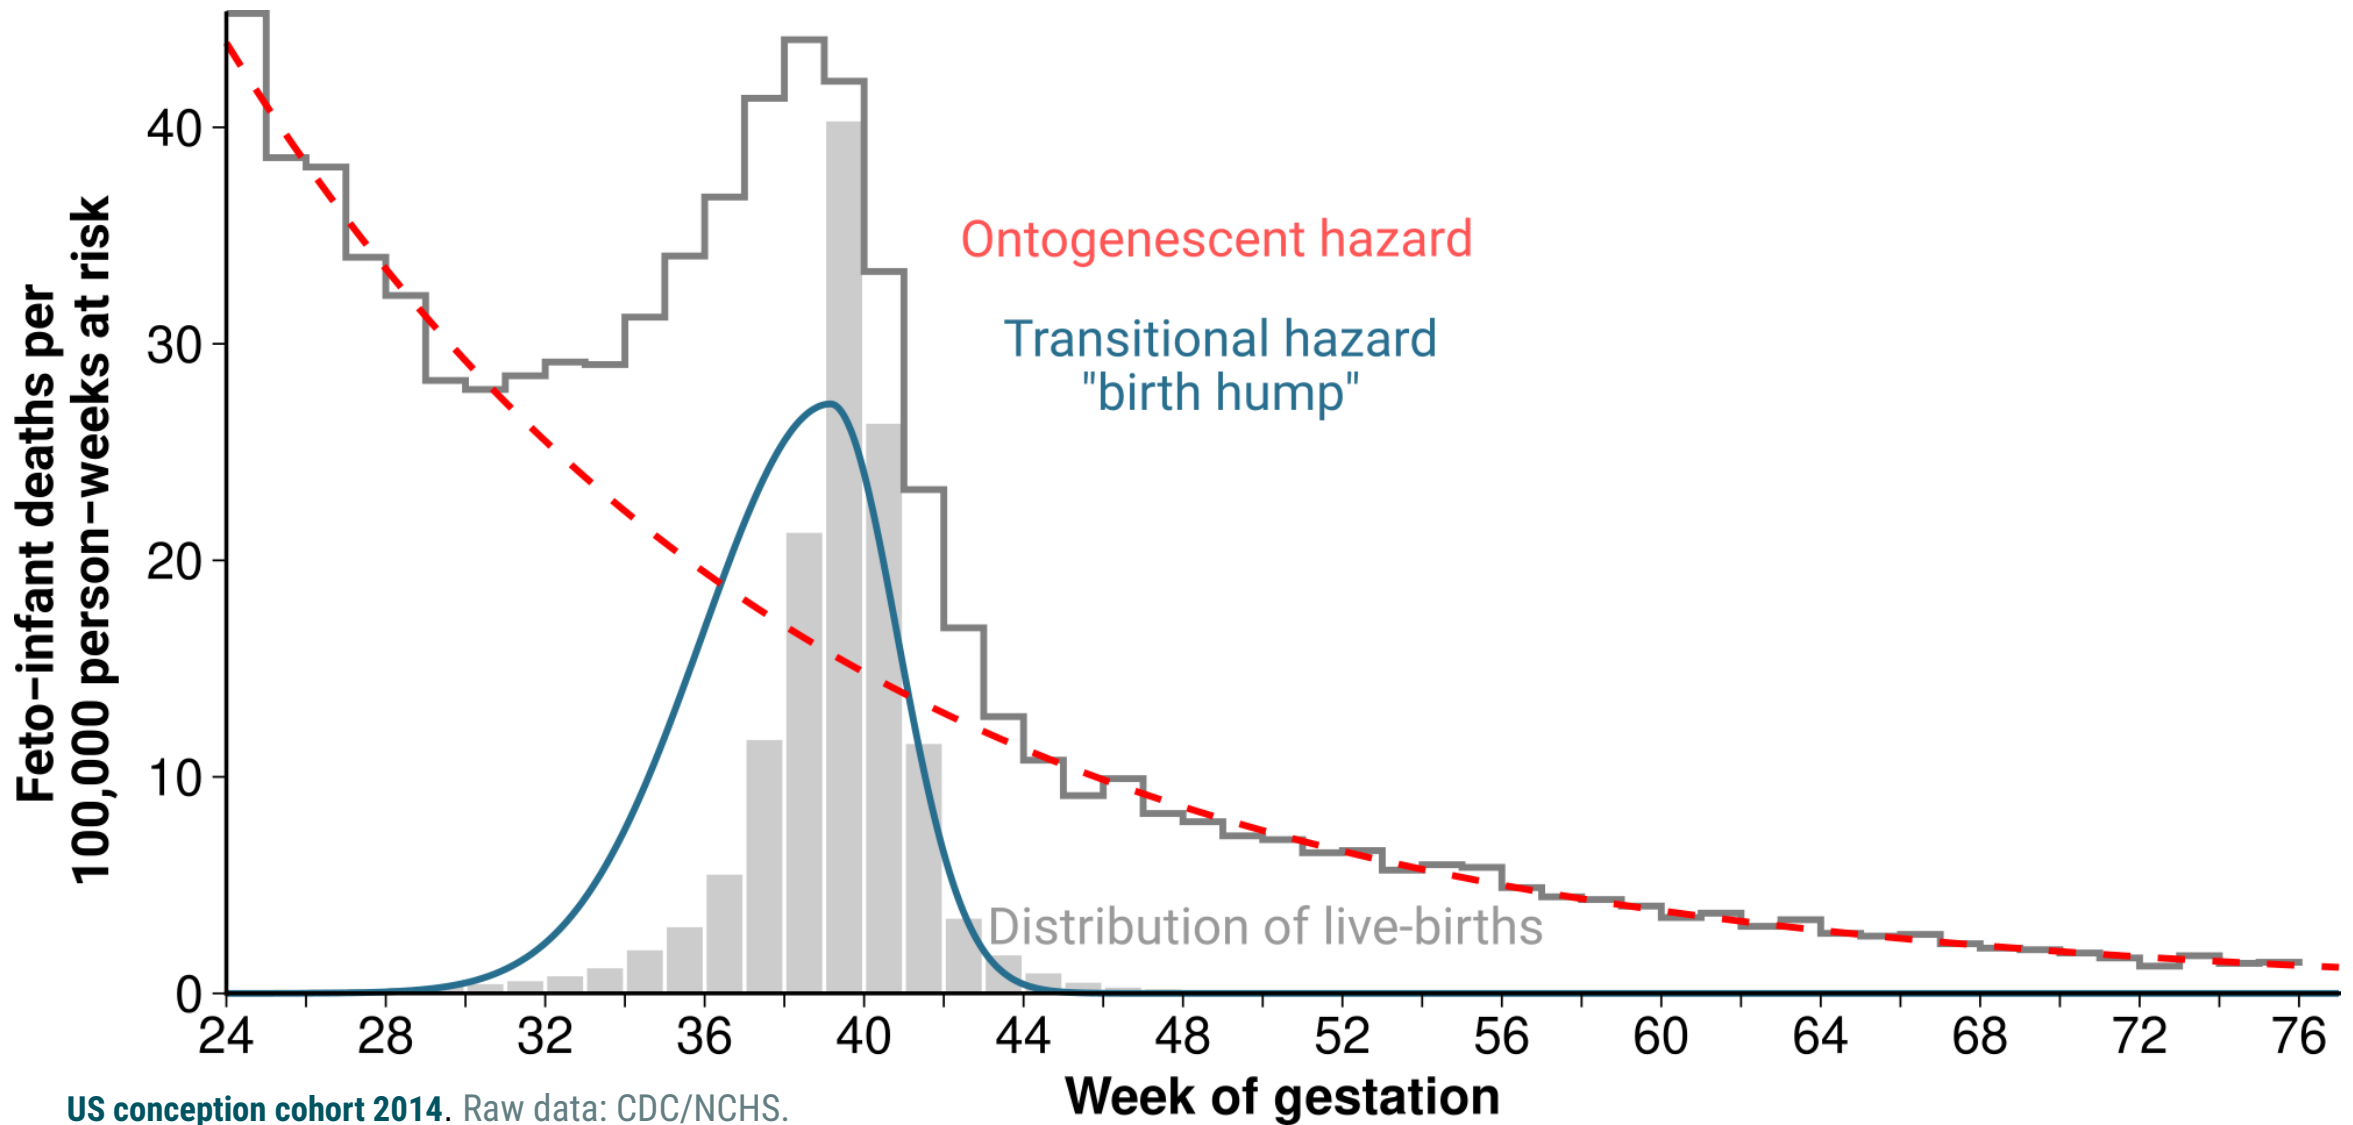 Feto−infant deaths per
100,000 person−weeks at risk
40
30
20
10
0
Ontogenescent hazard
Transitional hazard
"birth hump"
Distribution of live-births
24 28 32 36 40 44 48 52 56 60 64 68 72 76
Week of gestation
US conception cohort 2014. Raw data: CDC/NCHS.